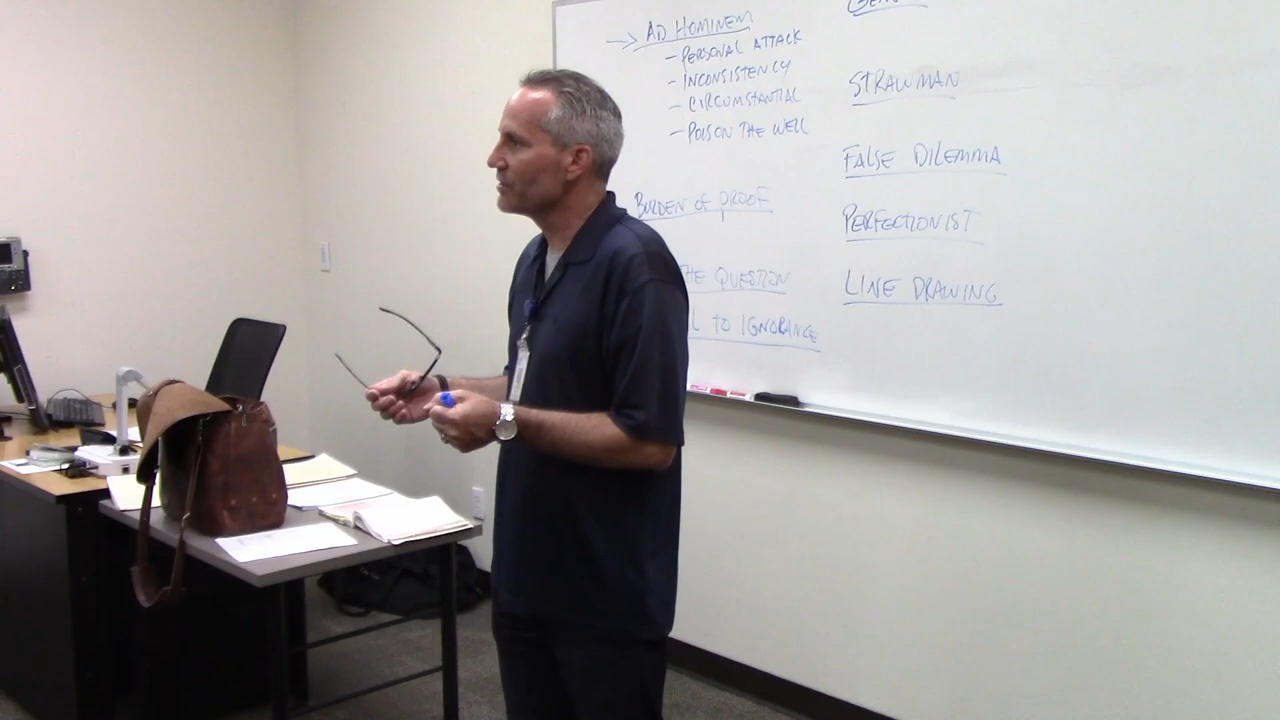 AD HOMINEM
- PERSONAL ATTACK
- INCONSISTENCY
- CIRCUMSTANTIAL
- POISON THE WELL
BURDEN OF PROOF
THE QUESTION
L TO IGNORANCE
STRAWMAN
FALSE DILEMMA
PERFECTIONIST
LINE DRAWING